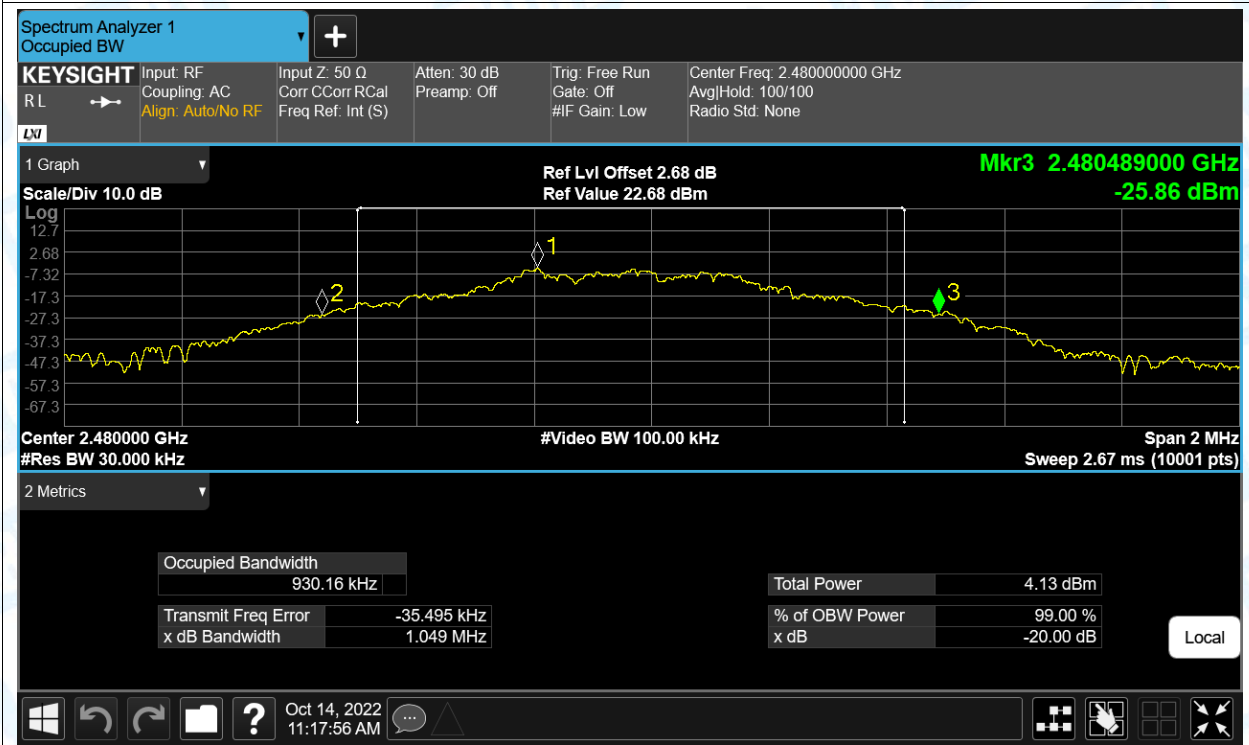 Spectrum Analyzer 1
Occupied BW
KEYSIGHT
R L
LXI
Input: RF
Coupling: AC
Align: Auto/No RF
Input Z: 50 Ω
Corr CCorr RCal
Freq Ref: Int (S)
Atten: 30 dB
Preamp: Off
Trig: Free Run
Gate: Off
#IF Gain: Low
Center Freq: 2.480000000 GHz
Avg|Hold: 100/100
Radio Std: None
1 Graph
Scale/Div 10.0 dB
Ref Lvl Offset 2.68 dB
Ref Value 22.68 dBm
Mkr3 2.480489000 GHz
-25.86 dBm
Log
12.7
2.68
-7.32
-17.3
-27.3
-37.3
-47.3
-57.3
-67.3
1
2
3
Center 2.480000 GHz
#Video BW 100.00 kHz
Span 2 MHz
#Res BW 30.000 kHz
Sweep 2.67 ms (10001 pts)
2 Metrics
Occupied Bandwidth
930.16 kHz
Transmit Freq Error -35.495 kHz
x dB Bandwidth 1.049 MHz
Total Power 4.13 dBm
% of OBW Power 99.00 %
x dB -20.00 dB
Local
?
Oct 14, 2022
11:17:56 AM